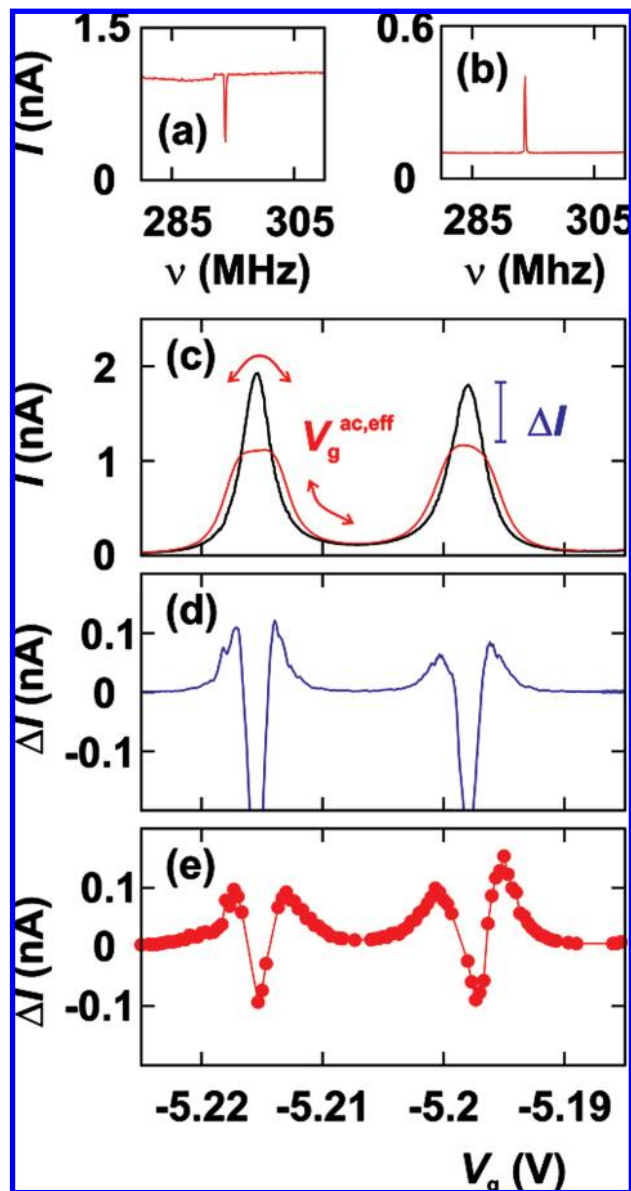 1.5
0.6
I (nA)
(a)
(b)
0
0
285 305
285 305
ν (MHz)
ν (Mhz)
(c)
2
I (nA)
V_g^ac,eff
ΔI
1
0
(d)
0.1
ΔI (nA)
0
-0.1
(e)
0.1
ΔI (nA)
0
-0.1
-5.22 -5.21 -5.2 -5.19
V_g (V)